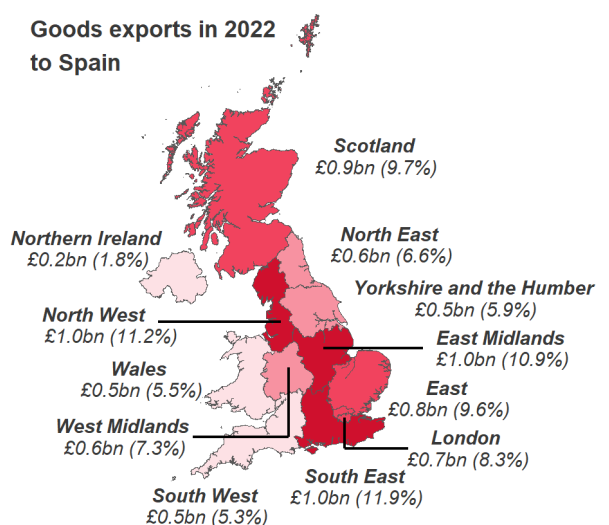 Goods exports in 2022
to Spain
Scotland
£0.9bn (9.7%)
Northern Ireland
£0.2bn (1.8%)
North East
£0.6bn (6.6%)
Yorkshire and the Humber
£0.5bn (5.9%)
North West
£1.0bn (11.2%)
East Midlands
£1.0bn (10.9%)
Wales
£0.5bn (5.5%)
East
£0.8bn (9.6%)
West Midlands
£0.6bn (7.3%)
London
£0.7bn (8.3%)
South East
£1.0bn (11.9%)
South West
£0.5bn (5.3%)